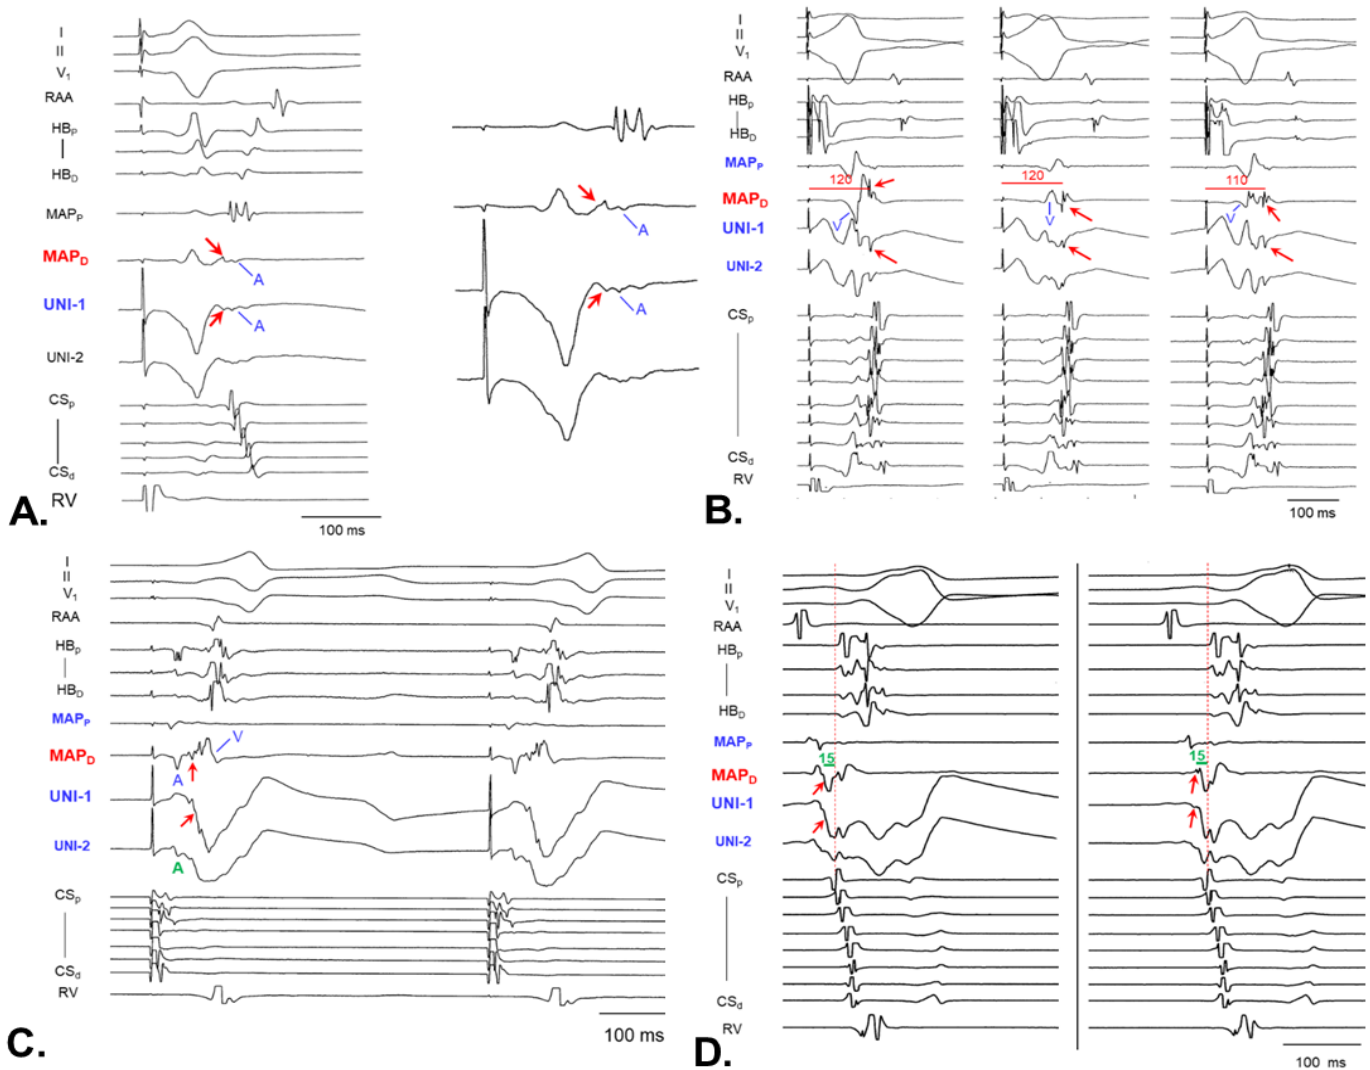 I
II
V1
RAA
HBP
HBD
MAPP
MAPD
A
UNI-1
A
UNI-2
CSP
CSd
RV
100 ms
A
A
A.
I
II
V1
RAA
HBp
HBD
MAPP
120
120
110
MAPD
V
V
V
UNI-1
UNI-2
CSp
CSd
RV
100 ms
B.
I
II
V1
RAA
HBp
HBD
MAPP
MAPD
V
A
UNI-1
UNI-2
A
CSp
CSd
RV
100 ms
C.
I
II
V1
RAA
HBp
HBD
MAPP
15
15
MAPD
UNI-1
UNI-2
CSp
CSd
RV
100 ms
D.